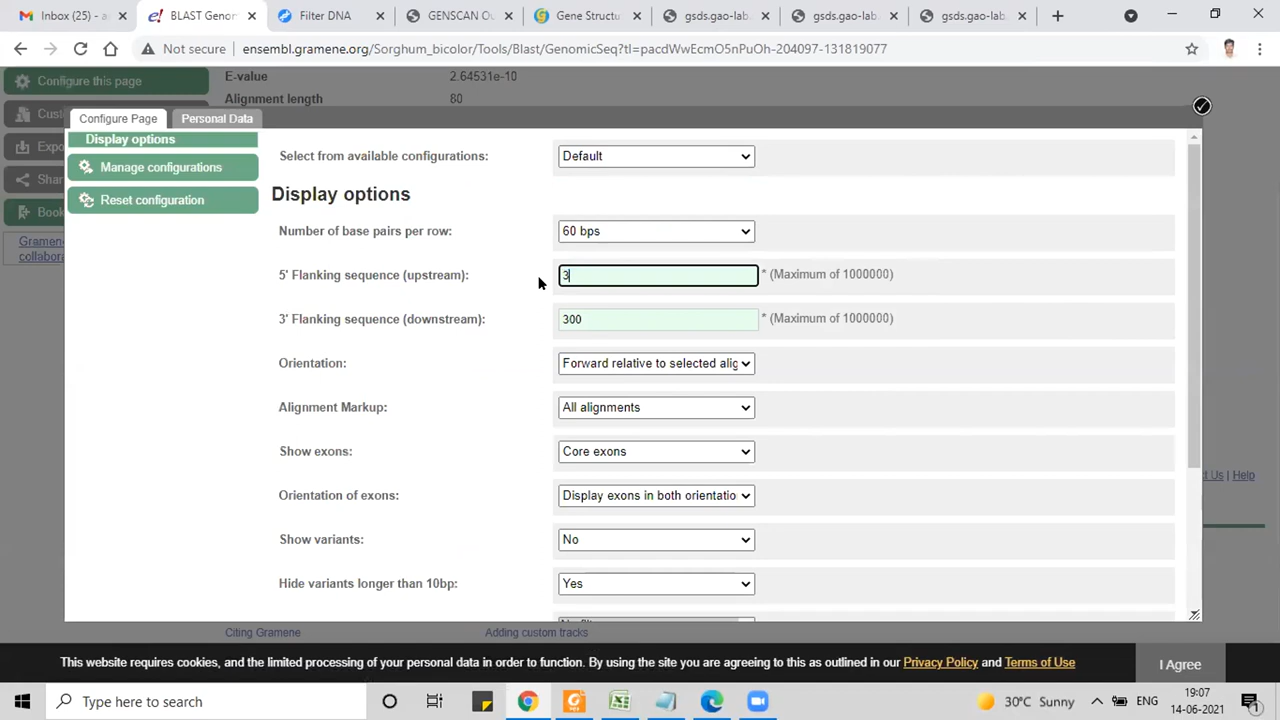 Inbox (25) - a
BLAST Genor
Filter DNA
GENSCAN Ou
Gene Structu
gsds.gao-lab.
gsds.gao-lab.
gsds.gao-lab.
Not secure
ensembl.gramene.org/Sorghum_bicolor/Tools/Blast/GenomicSeq?tl=pacdWwEcmO5nPuOh-204097-131819077
Configure this page
E-value 2.64531e-10
Alignment length 80
Configure Page
Personal Data
Display options
Manage configurations
Reset configuration
Gramene
collabora
Select from available configurations: Default
Display options
Number of base pairs per row: 60 bps
5' Flanking sequence (upstream): 3 * (Maximum of 1000000)
3' Flanking sequence (downstream): 300 * (Maximum of 1000000)
Orientation: Forward relative to selected alig
Alignment Markup: All alignments
Show exons: Core exons
Orientation of exons: Display exons in both orientatio
Show variants: No
Hide variants longer than 10bp: Yes
Us | Help
Citing Gramene
Adding custom tracks
This website requires cookies, and the limited processing of your personal data in order to function. By using the site you are agreeing to this as outlined in our Privacy Policy and Terms of Use
I Agree
Type here to search
30°C Sunny
ENG
19:07
14-06-2021